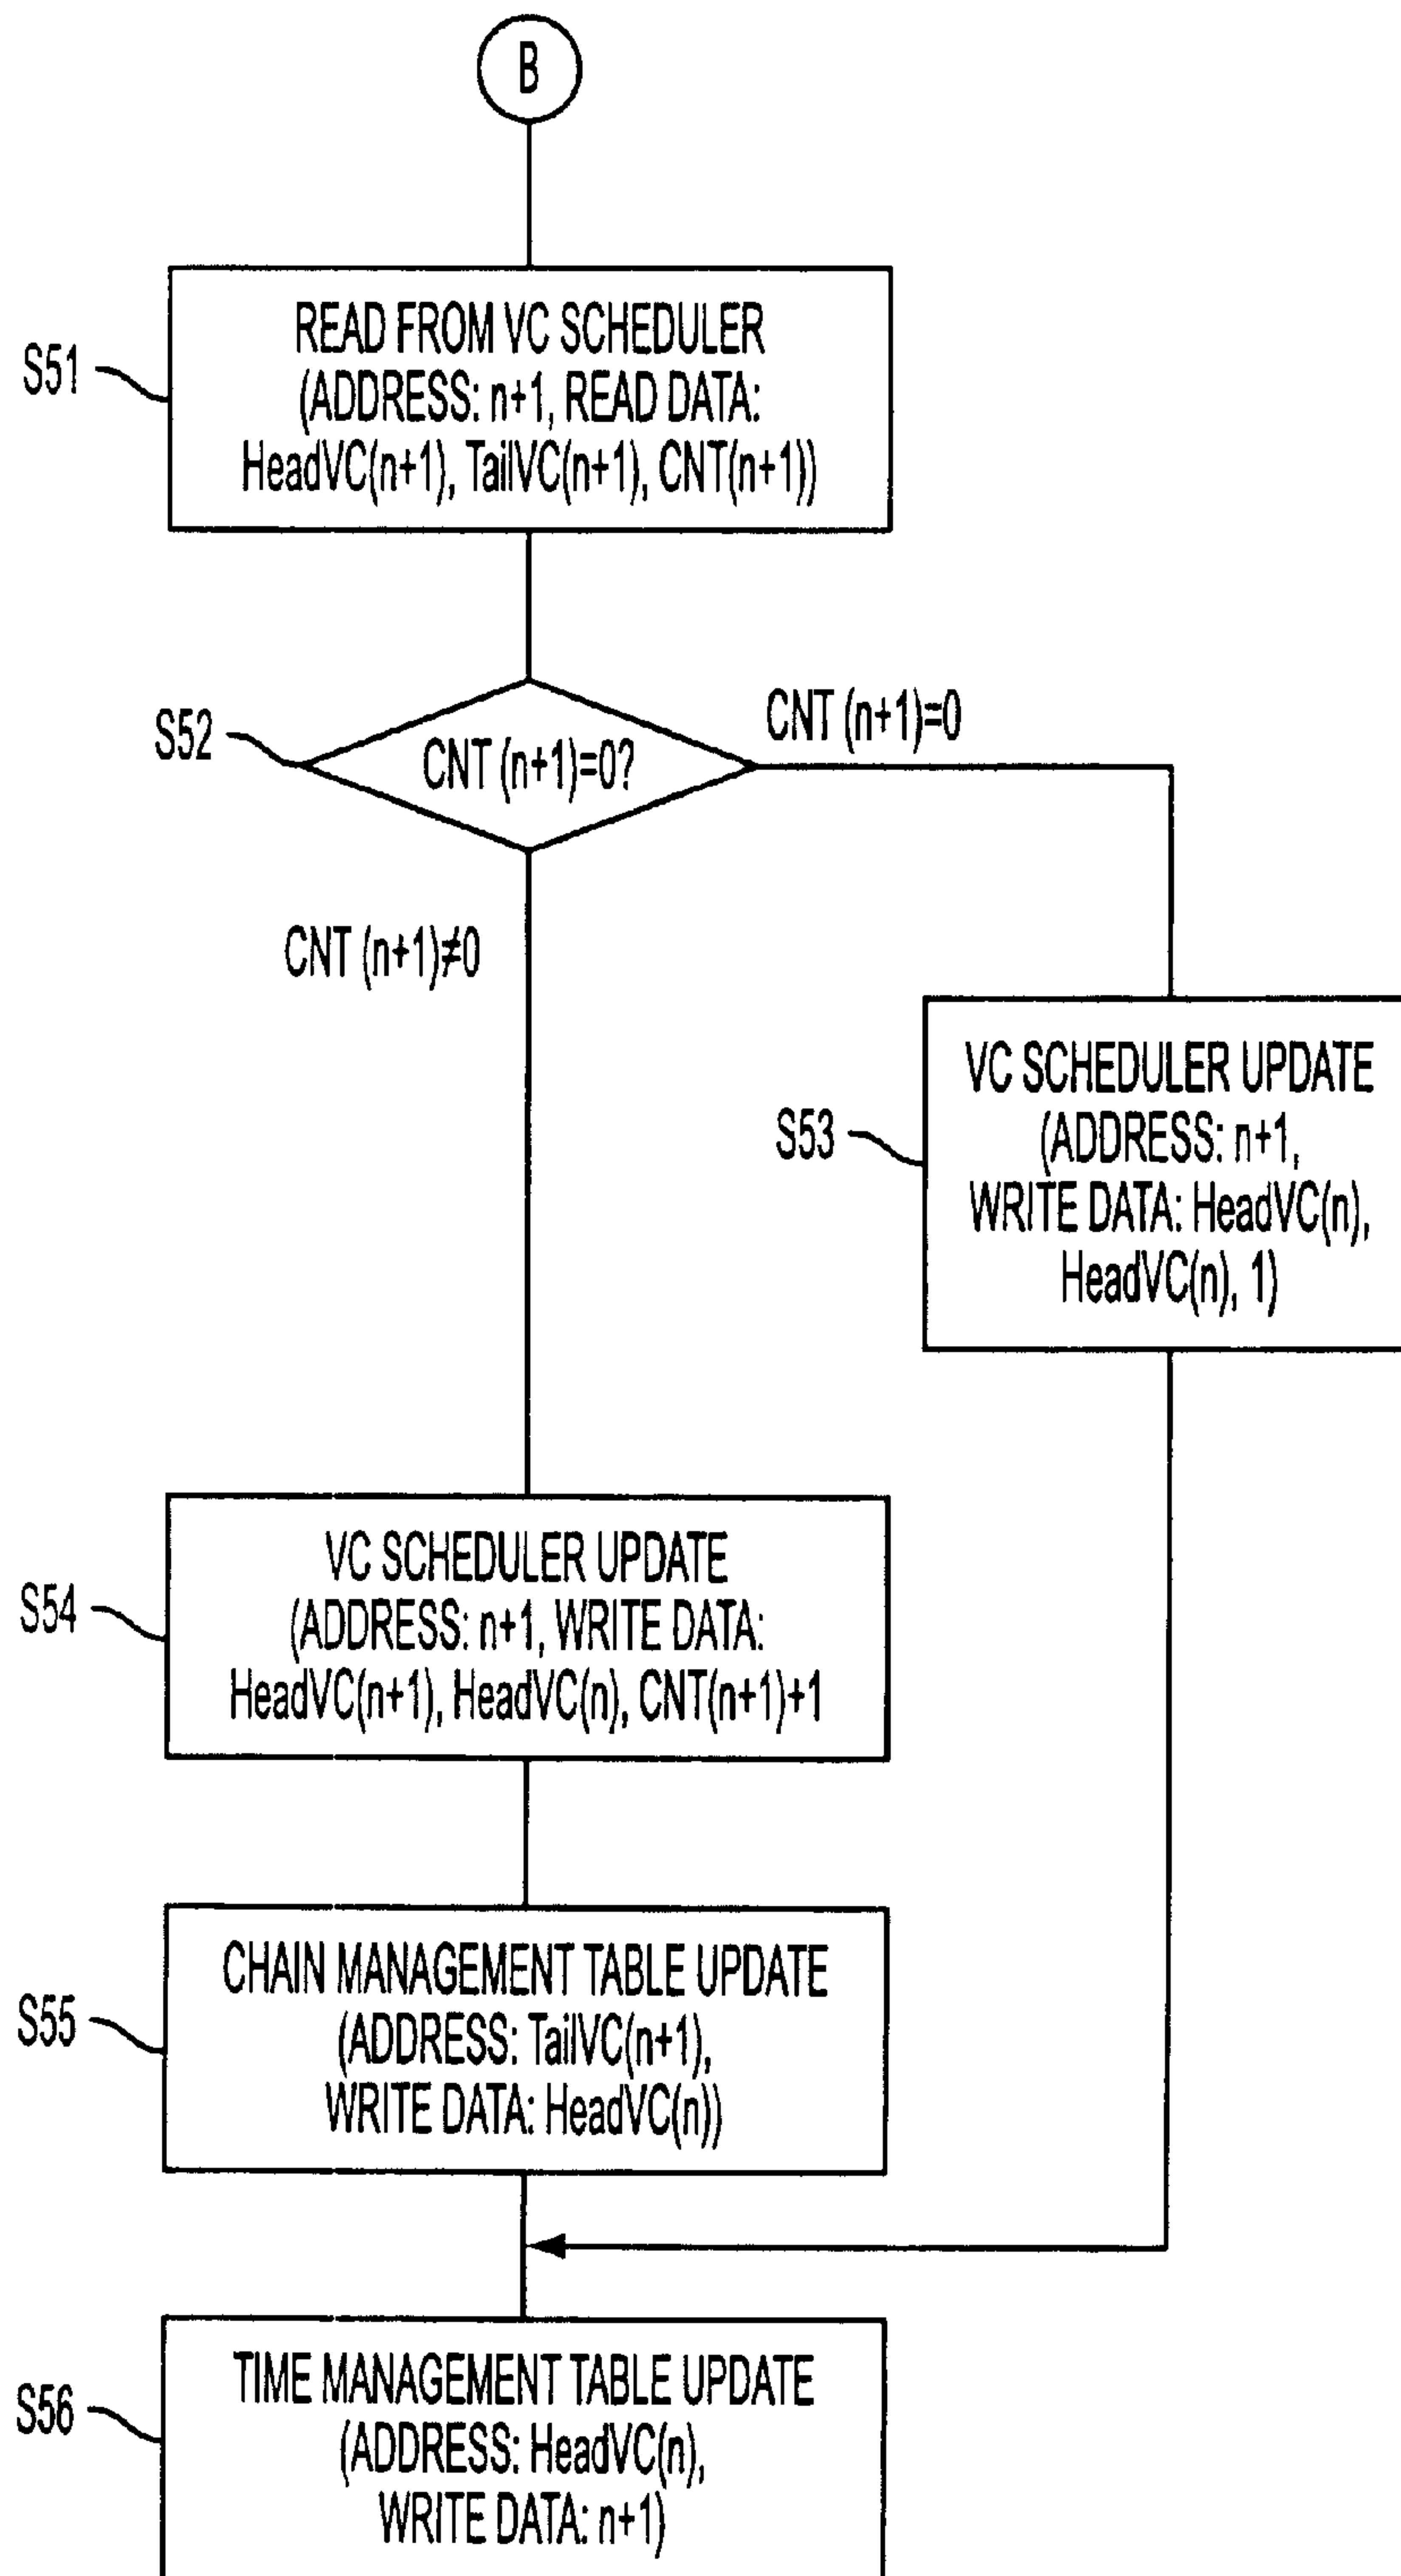 B
S51
READ FROM VC SCHEDULER
(ADDRESS: n+1, READ DATA:
HeadVC(n+1), TailVC(n+1), CNT(n+1))
S52
CNT (n+1)=0?
CNT (n+1)=0
CNT (n+1)≠0
S53
VC SCHEDULER UPDATE
(ADDRESS: n+1,
WRITE DATA: HeadVC(n),
HeadVC(n), 1)
S54
VC SCHEDULER UPDATE
(ADDRESS: n+1, WRITE DATA:
HeadVC(n+1), HeadVC(n), CNT(n+1)+1
S55
CHAIN MANAGEMENT TABLE UPDATE
(ADDRESS: TailVC(n+1),
WRITE DATA: HeadVC(n))
S56
TIME MANAGEMENT TABLE UPDATE
(ADDRESS: HeadVC(n),
WRITE DATA: n+1)